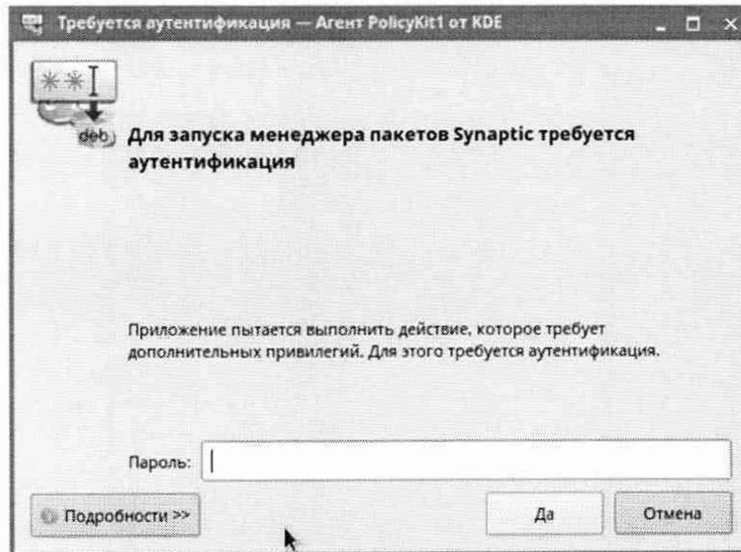 Требуется аутентификация — Агент PolicyKit1 от KDE
**
deb
Для запуска менеджера пакетов Synaptic требуется
аутентификация
Приложение пытается выполнить действие, которое требует
дополнительных привилегий. Для этого требуется аутентификация.
Пароль:
Подробности >>
Да
Отмена